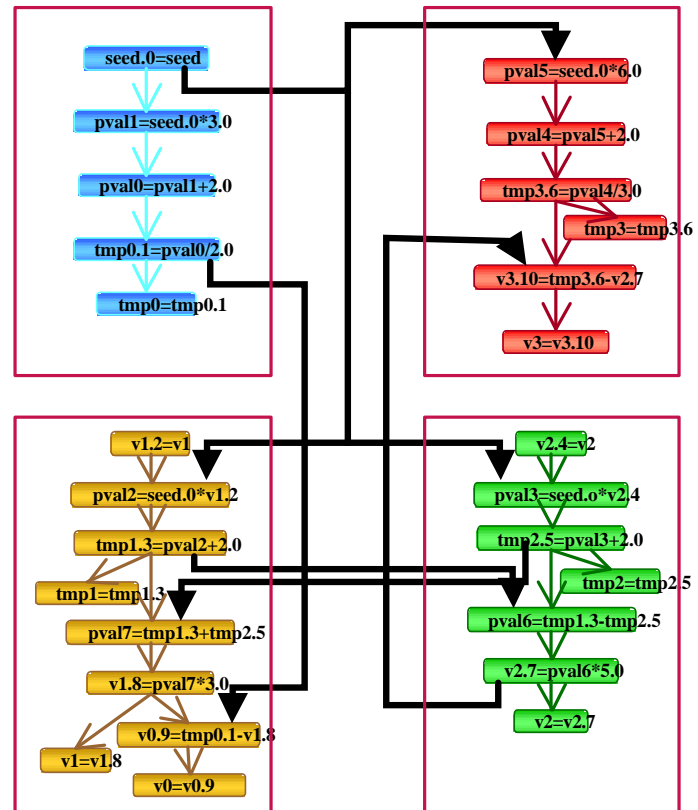 seed.0=seed
pval1=seed.0*3.0
pval0=pval1+2.0
tmp0.1=pval0/2.0
tmp0=tmp0.1
pval5=seed.0*6.0
pval4=pval5+2.0
tmp3.6=pval4/3.0
tmp3=tmp3.6
v3.10=tmp3.6-v2.7
v3=v3.10
v1.2=v1
pval2=seed.0*v1.2
tmp1.3=pval2+2.0
tmp1=tmp1.3
pval7=tmp1.3+tmp2.5
v1.8=pval7*3.0
v0.9=tmp0.1-v1.8
v1=v1.8
v0=v0.9
v2.4=v2
pval3=seed.o*v2.4
tmp2.5=pval3+2.0
tmp2=tmp2.5
pval6=tmp1.3-tmp2.5
v2.7=pval6*5.0
v2=v2.7